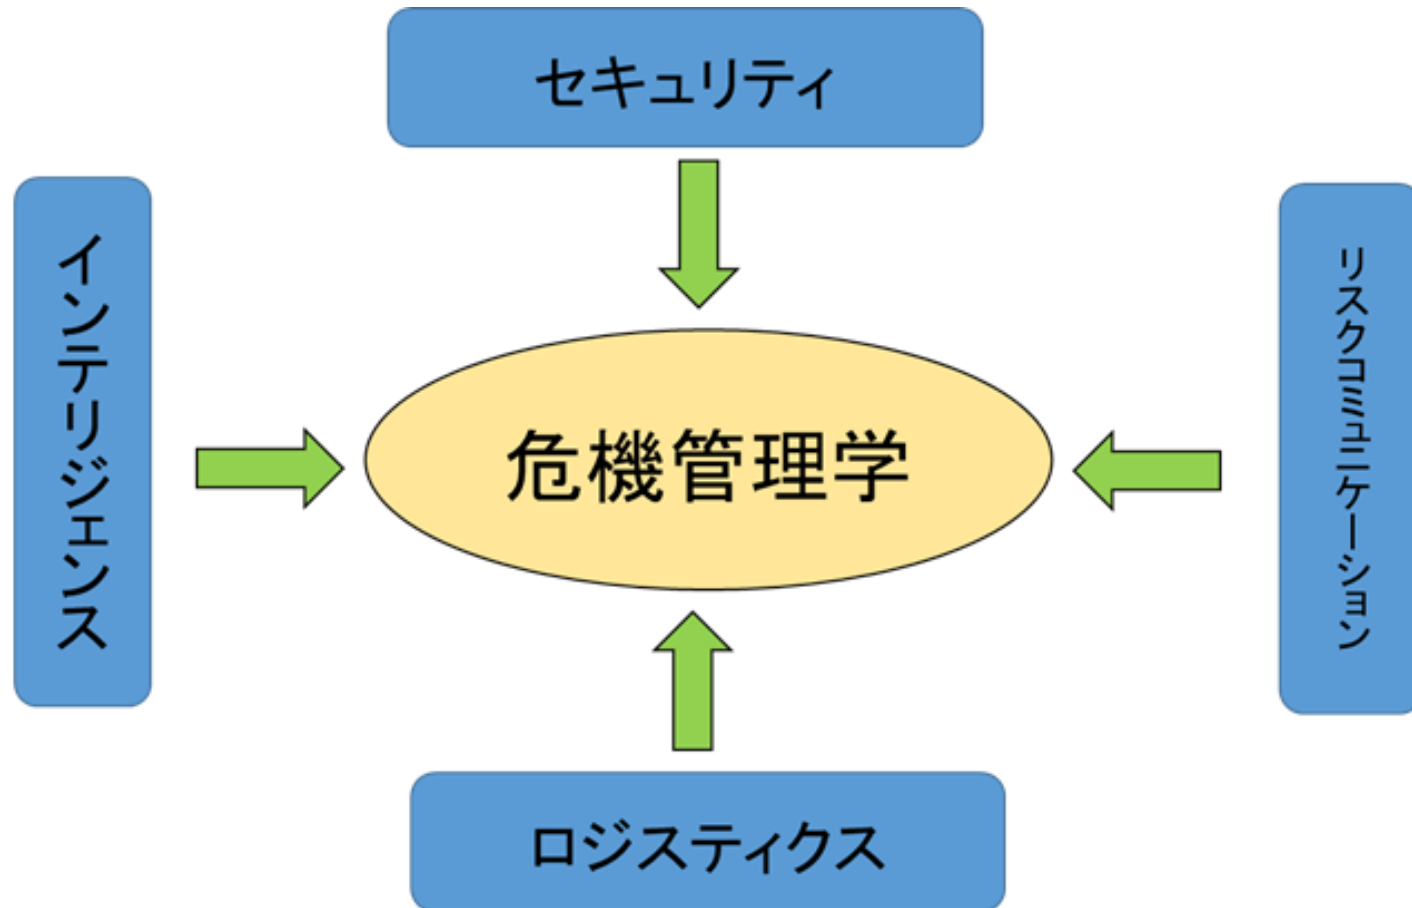 セキュリティ
インテリジェンス
危機管理学
リスクコミュニケーション
ロジスティクス